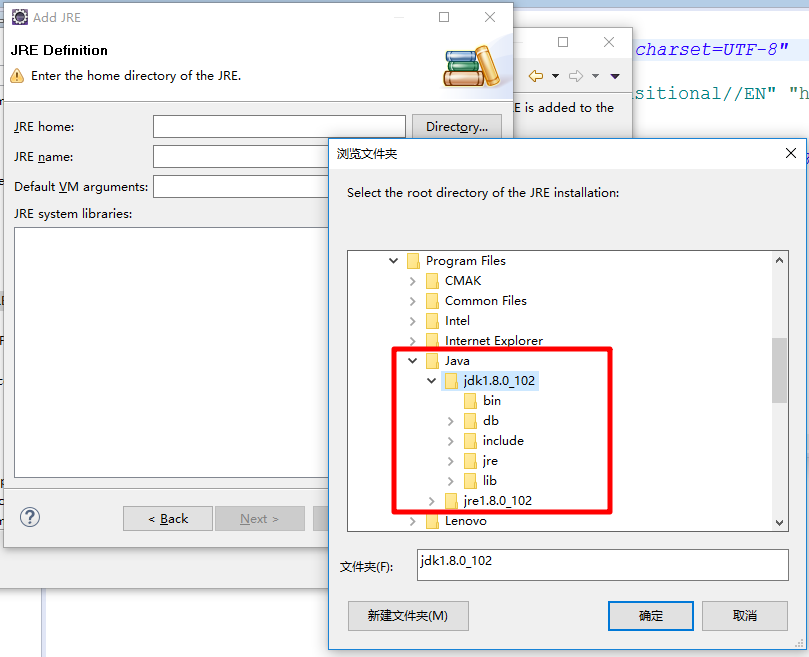 Add JRE
JRE Definition
Enter the home directory of the JRE.
charset=UTF-8"
sitional//EN" "h
E is added to the
JRE home:
Directory...
JRE name:
Default VM arguments:
JRE system libraries:
< Back
Next >
浏览文件夹
Select the root directory of the JRE installation:
Program Files
CMAK
Common Files
Intel
Internet Explorer
Java
jdk1.8.0_102
bin
db
include
jre
lib
jre1.8.0_102
Lenovo
文件夹(F):
jdk1.8.0_102
新建文件夹(M)
确定
取消